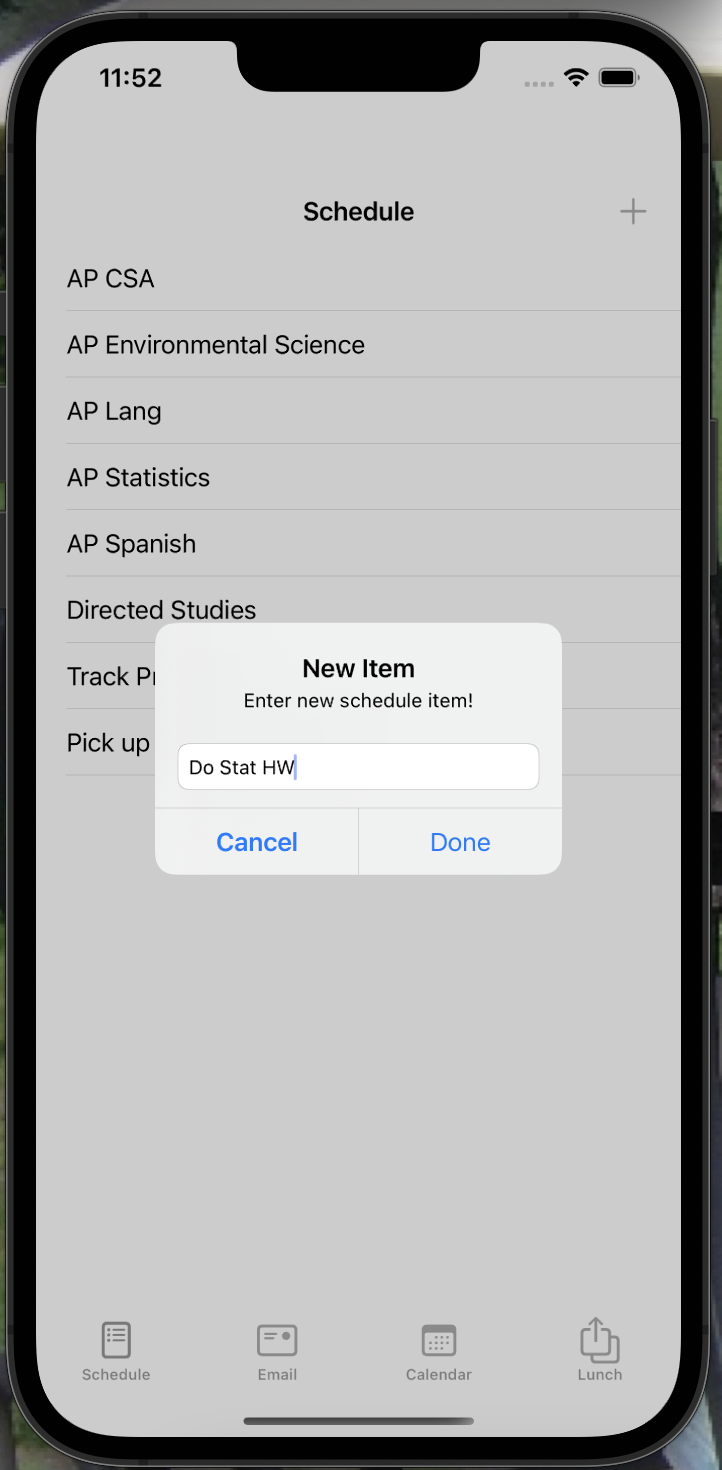 11:52
Schedule
AP CSA
AP Environmental Science
AP Lang
AP Statistics
AP Spanish
Directed Studies
Track
Pick up
New Item
Enter new schedule item!
Do Stat HW
Cancel Done
Schedule Email Calendar Lunch